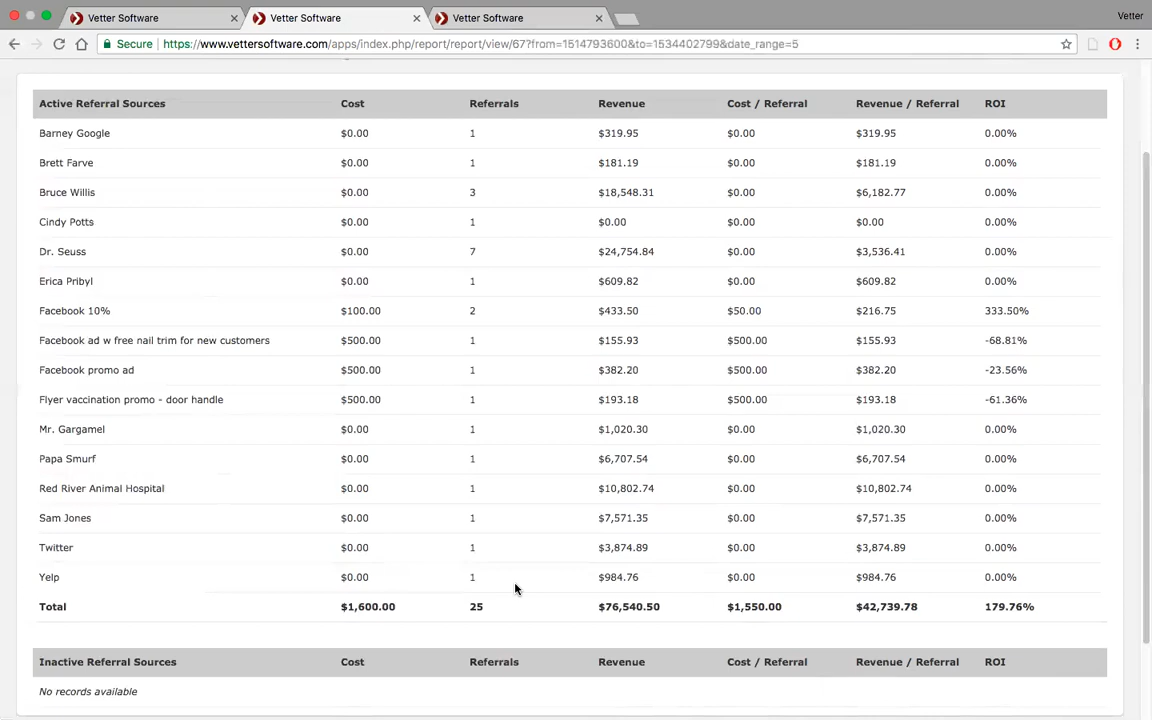 Vetter Software
Vetter Software
Vetter Software
Vetter
Secure https://www.vettersoftware.com/apps/index.php/report/report/view/67?from=1514793600&to=1534402799&date_range=5
Active Referral Sources Cost Referrals Revenue Cost / Referral Revenue / Referral ROI
Barney Google $0.00 1 $319.95 $0.00 $319.95 0.00%
Brett Farve $0.00 1 $181.19 $0.00 $181.19 0.00%
Bruce Willis $0.00 3 $18,548.31 $0.00 $6,182.77 0.00%
Cindy Potts $0.00 1 $0.00 $0.00 $0.00 0.00%
Dr. Seuss $0.00 7 $24,754.84 $0.00 $3,536.41 0.00%
Erica Pribyl $0.00 1 $609.82 $0.00 $609.82 0.00%
Facebook 10% $100.00 2 $433.50 $50.00 $216.75 333.50%
Facebook ad w free nail trim for new customers $500.00 1 $155.93 $500.00 $155.93 -68.81%
Facebook promo ad $500.00 1 $382.20 $500.00 $382.20 -23.56%
Flyer vaccination promo - door handle $500.00 1 $193.18 $500.00 $193.18 -61.36%
Mr. Gargamel $0.00 1 $1,020.30 $0.00 $1,020.30 0.00%
Papa Smurf $0.00 1 $6,707.54 $0.00 $6,707.54 0.00%
Red River Animal Hospital $0.00 1 $10,802.74 $0.00 $10,802.74 0.00%
Sam Jones $0.00 1 $7,571.35 $0.00 $7,571.35 0.00%
Twitter $0.00 1 $3,874.89 $0.00 $3,874.89 0.00%
Yelp $0.00 1 $984.76 $0.00 $984.76 0.00%
Total $1,600.00 25 $76,540.50 $1,550.00 $42,739.78 179.76%
Inactive Referral Sources Cost Referrals Revenue Cost / Referral Revenue / Referral ROI
No records available